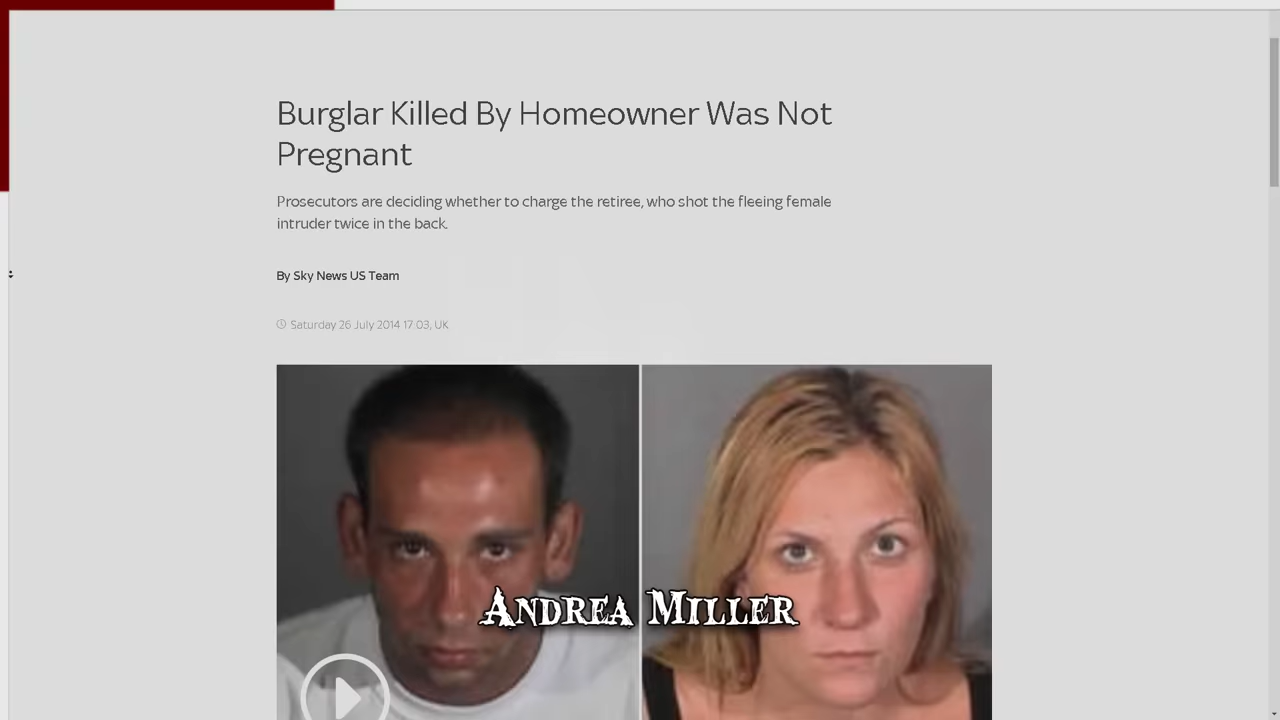 Burglar Killed By Homeowner Was Not
Pregnant
Prosecutors are deciding whether to charge the retiree, who shot the fleeing female
intruder twice in the back.
By Sky News US Team
Saturday 26 July 2014 17 03, UK
ANDREA MILLER